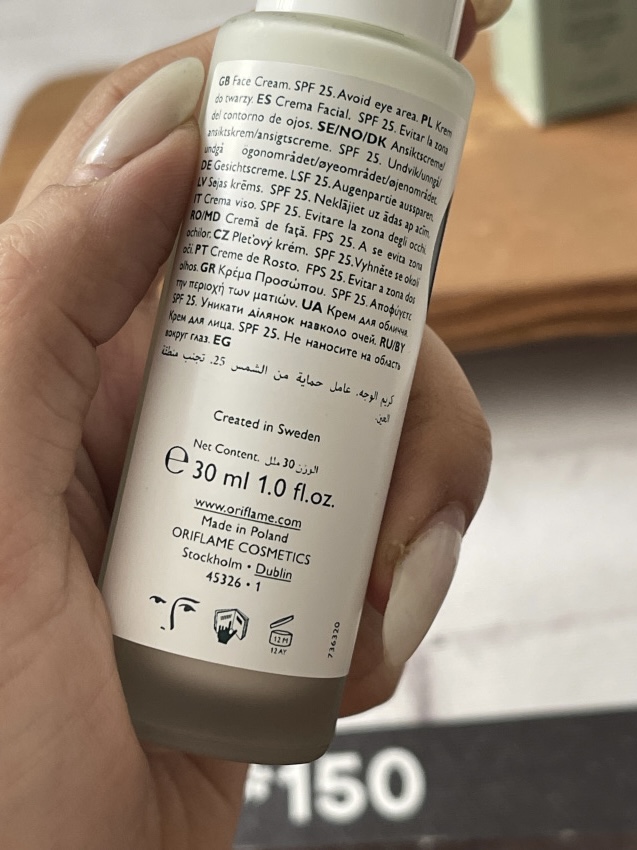 GB Face Cream. SPF 25. Avoid eye area. PL Krem
do twarzy. ES Crema Facial. SPF 25. Evitar la zona
del contorno de ojos. SE/NO/DK Ansiktscreme/
ansiktskrem/ansigtscreme. SPF 25. Undvik/unngå/
undgå ögonområdet/øyeområdet/øjenområdet.
DE Gesichtscreme. LSF 25. Augenpartie aussparen.
LV Sejas krēms. SPF 25. Neklājiet uz ādas ap acīm.
IT Crema viso. SPF 25. Evitare la zona degli occhi.
RO/MD Cremă de faţă. FPS 25. A se evita zona
ochilor. CZ Pleťový krém. SPF 25. Vyhněte se okolí
očí. PT Creme de Rosto. FPS 25. Evitar a zona dos
olhos. GR Κρέμα Προσώπου. SPF 25. Αποφύγετε
την περιοχή των ματιών. UA Крем для обличчя.
SPF 25. Уникати ділянок навколо очей. RU/BY
Крем для лица. SPF 25. Не наносите на область
вокруг глаз. EG
كريم الوجه. عامل حماية من الشمس 25. تجنب منطقة
العين.
Created in Sweden
Net Content. الوزن 30 ملل
e 30 ml 1.0 fl.oz.
www.oriflame.com
Made in Poland
ORIFLAME COSMETICS
Stockholm • Dublin
45326 • 1
12 M
12 AY
736320
150